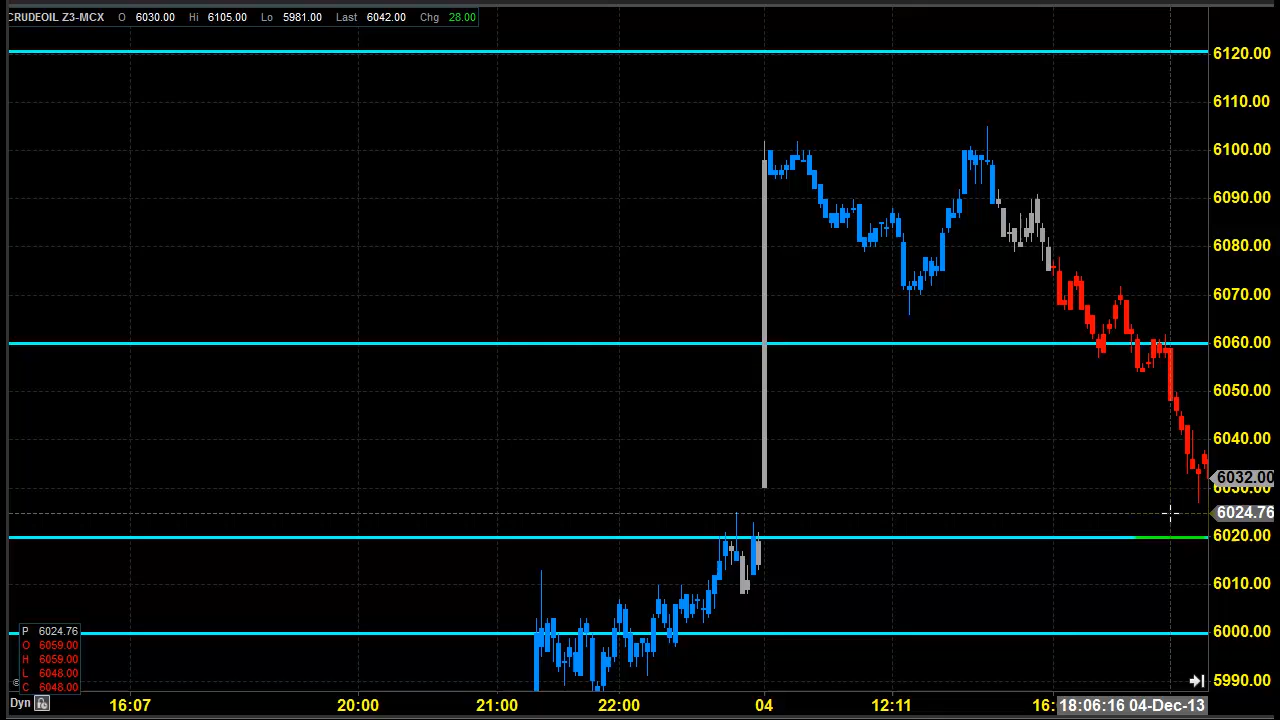 CRUDEOIL Z3-MCX O 6030.00 Hi 6105.00 Lo 5981.00 Last 6042.00 Chg 28.00
6120.00
6110.00
6100.00
6090.00
6080.00
6070.00
6060.00
6050.00
6040.00
6032.00
6030.00
6024.76
6020.00
6010.00
6000.00
5990.00
P 6024.76
O 6059.00
H 6059.00
L 6048.00
C 6048.00
Dyn 16:07 20:00 21:00 22:00 04 12:11 16: 18:06:16 04-Dec-13